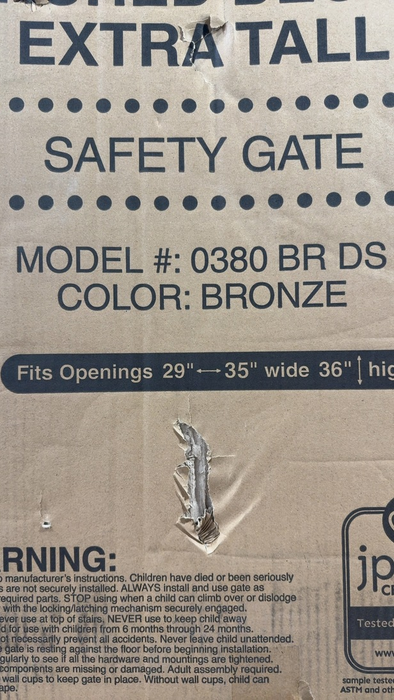 EXTRA TALL
SAFETY GATE
MODEL #: 0380 BR DS
COLOR: BRONZE
Fits Openings 29"↔35" wide 36"↕
RNING:
manufacturer's instructions. Children have died or been seriously
are not securely installed. ALWAYS install and use gate as
required parts. STOP using when a child can climb over or dislodge
with the locking/latching mechanism securely engaged.
ever use at top of stairs. NEVER use to keep child away
d for use with children from 6 months through 24 months.
ot necessarily prevent all accidents. Never leave child unattended.
gate is resting against the floor before beginning installation.
gularly to see if all the hardware and mountings are tightened.
components are missing or damaged. Adult assembly required.
wall cups to keep gate in place. Without wall cups, child can
ape.
jp
Tested
www
sample teste
ASTM and oth